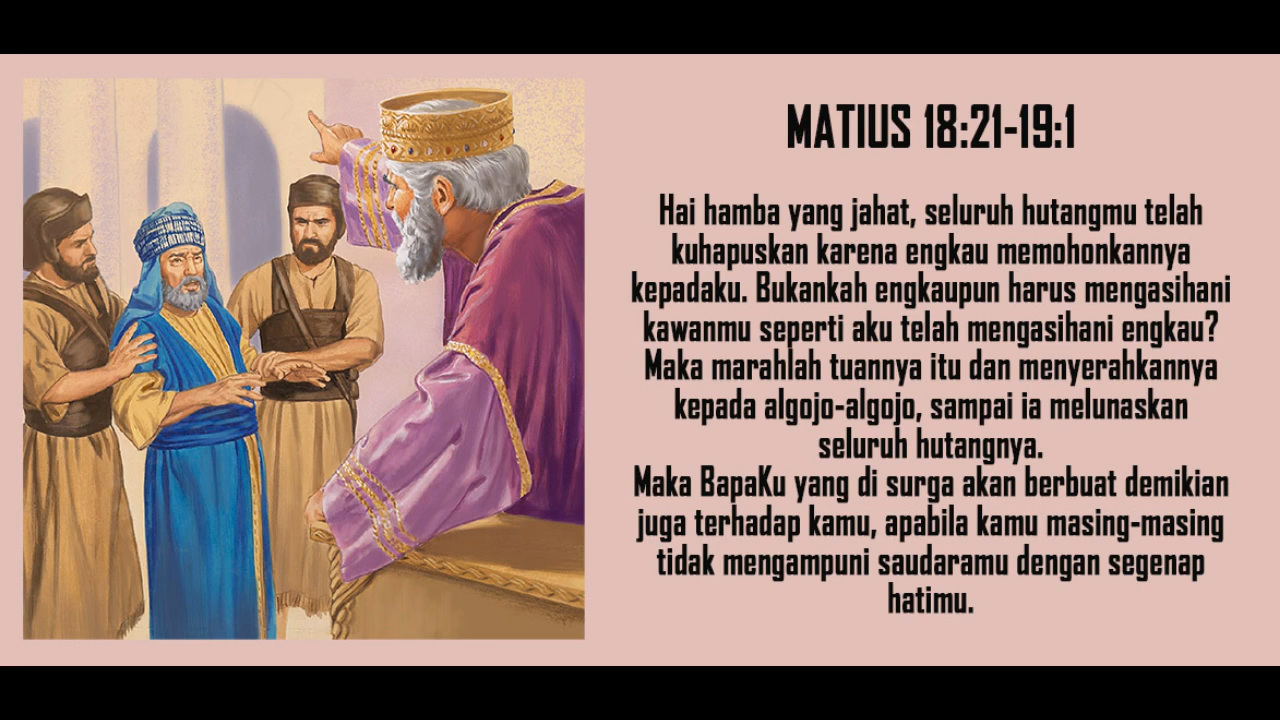 MATIUS 18:21-19:1
Hai hamba yang jahat, seluruh hutangmu telah
kuhapuskan karena engkau memohonkannya
kepadaku. Bukankah engkaupun harus mengasihani
kawanmu seperti aku telah mengasihani engkau?
Maka marahlah tuannya itu dan menyerahkannya
kepada algojo-algojo, sampai ia melunaskan
seluruh hutangnya.
Maka BapaKu yang di surga akan berbuat demikian
juga terhadap kamu, apabila kamu masing-masing
tidak mengampuni saudaramu dengan segenap
hatimu.